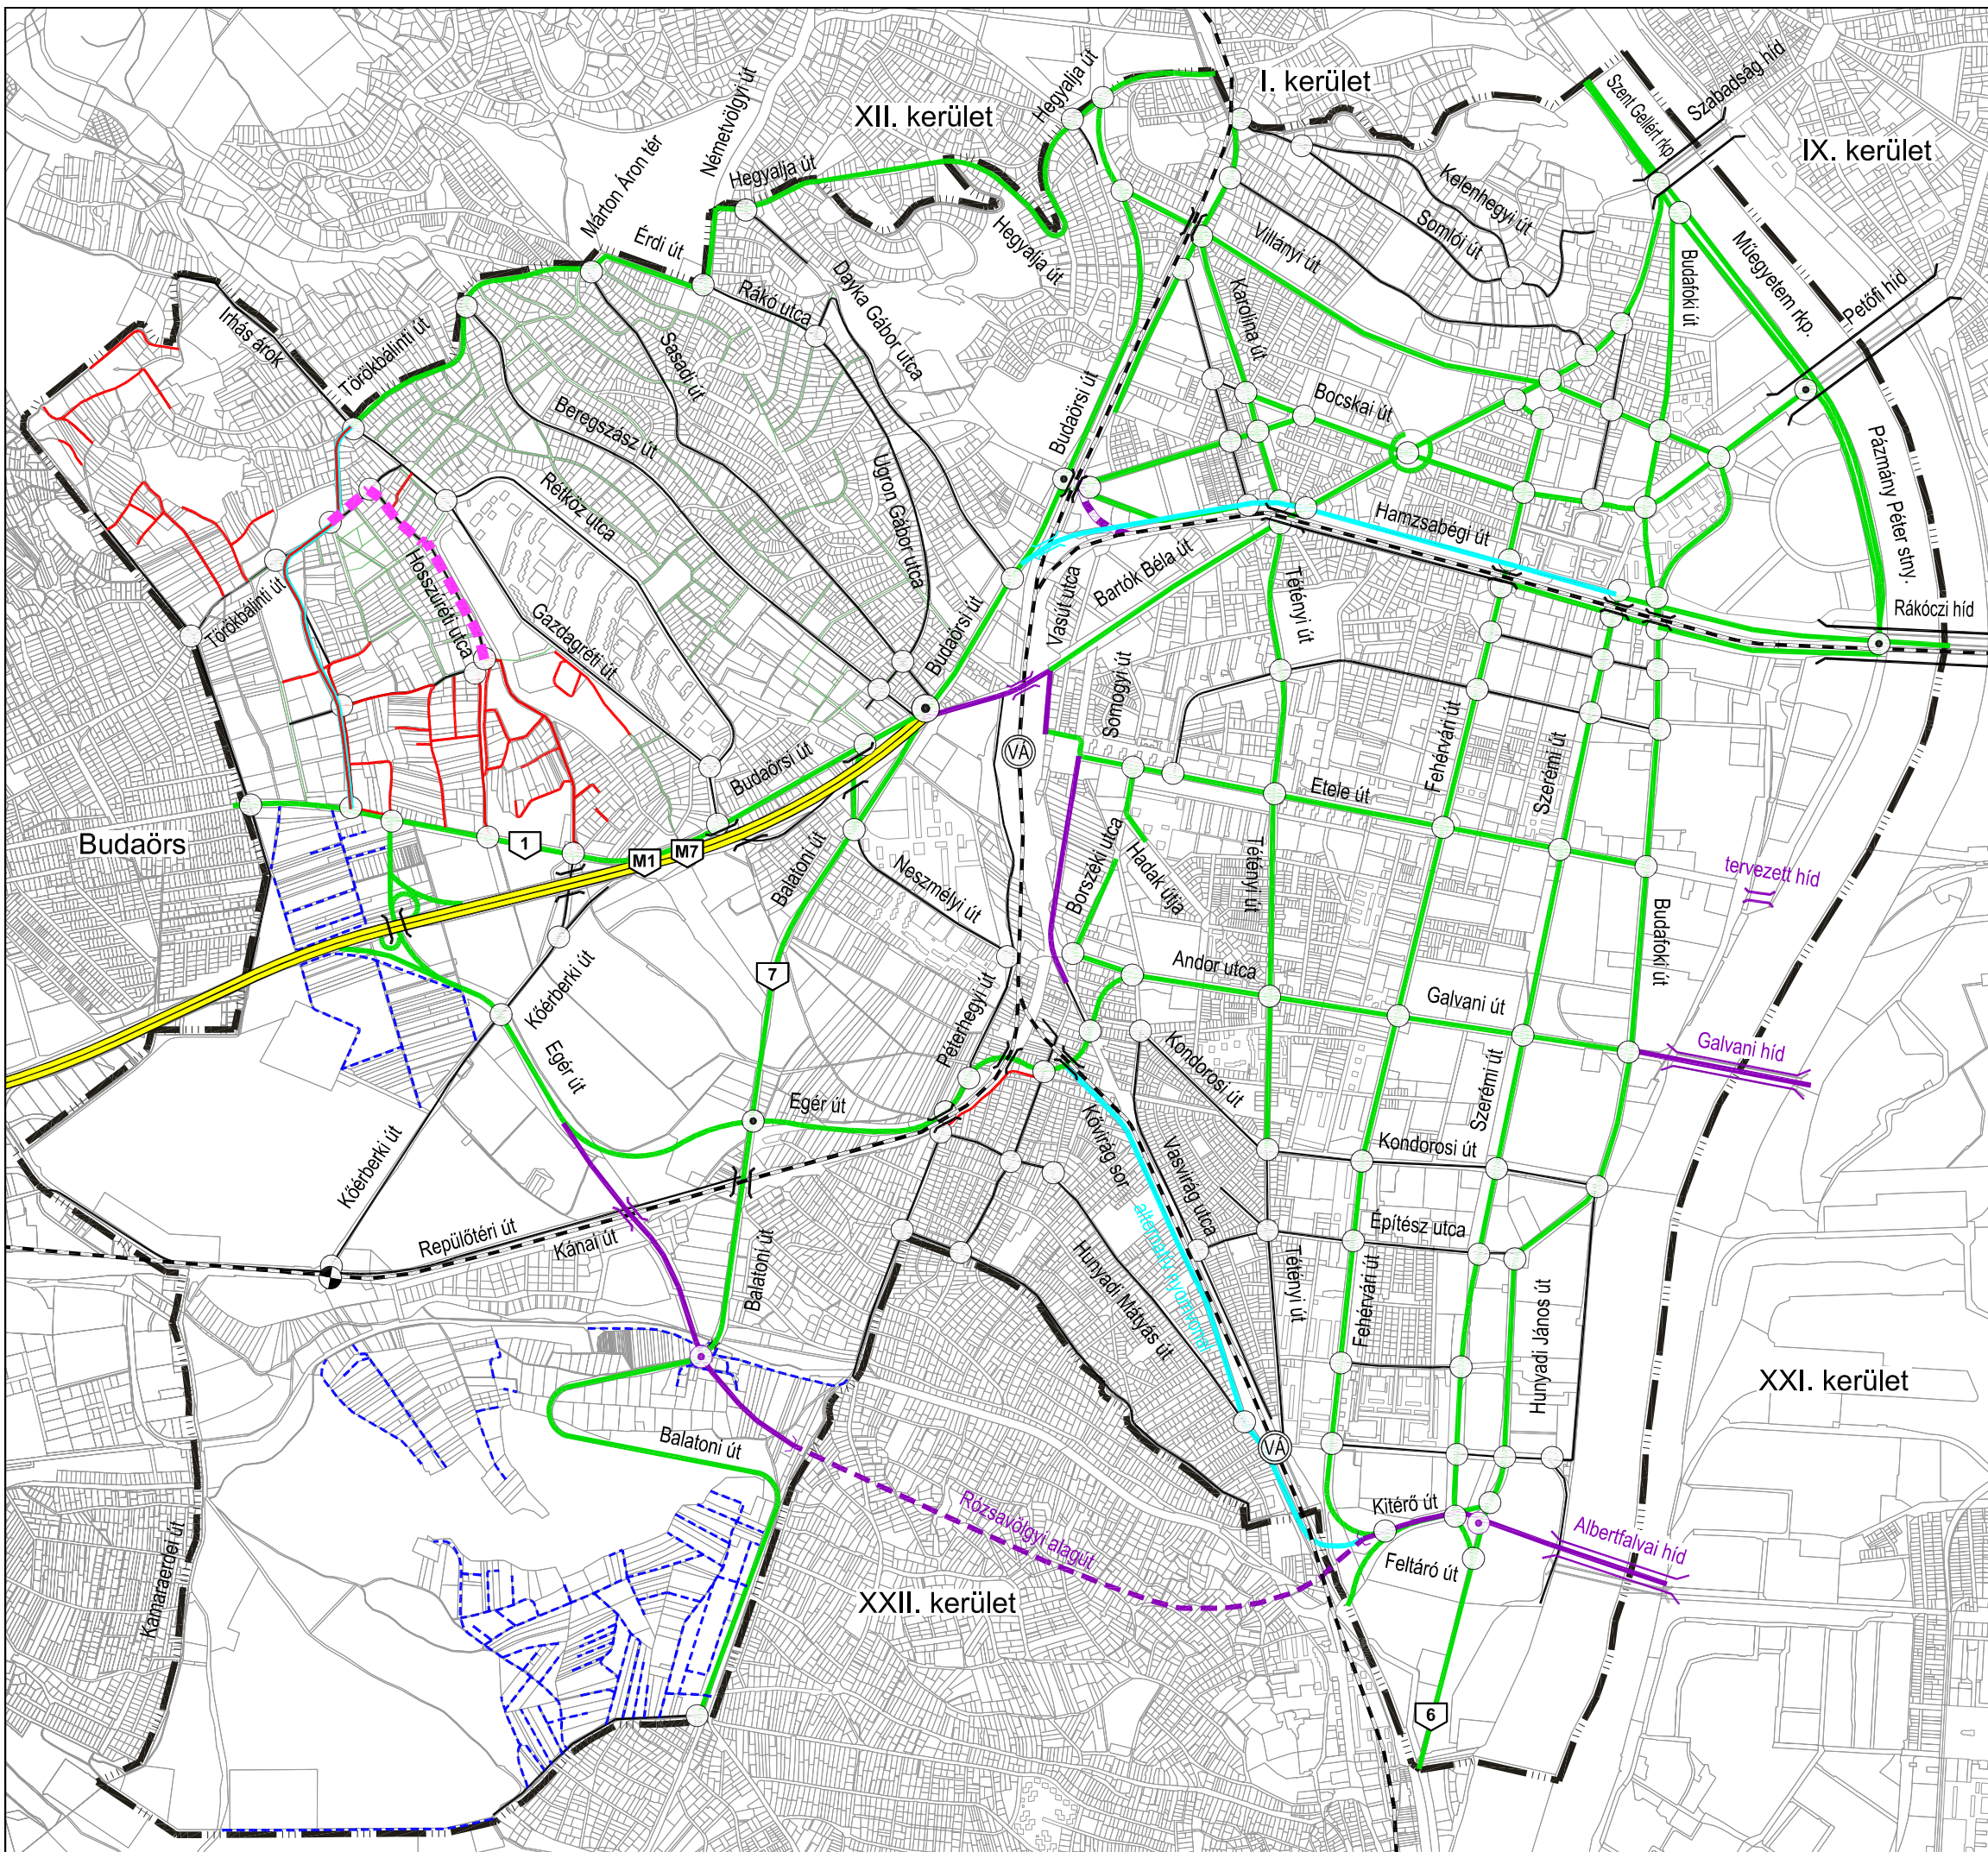 I. kerület
XII. kerület
IX. kerület
Szent Gellért rkp.
Szabadság híd
Hegyalja út
Németvölgyi út
Hegyalja út
Márton Áron tér
Érdi út
Hegyalja út
Kelenhegyi út
Somlói út
Villányi út
Budafoki út
Műegyetem rkp.
Petőfi híd
Irhás árok
Törökbálinti út
Rákó utca
Dayka Gábor utca
Sasadi út
Karolina út
Beregszász út
Budaörsi út
Bocskai út
Ugron Gábor utca
Rétköz utca
Pázmány Péter stny.
Hamzsabégi út
Bartók Béla út
Vasút utca
Tétényi út
Hosszúréti utca
Törökbálinti út
Gazdagréti út
Budaörsi út
Rákóczi híd
Somogyi út
Fehérvári út
Szerémi út
VÁ
Budaörsi út
Etele út
Budaörs
1
M1
M7
Balatoni út
Neszmélyi út
Borszéki utca
Hadak útja
Tétényi út
tervezett híd
Budafoki út
Kőérberki út
7
Andor utca
Galvani út
Galvani híd
Péterhegyi út
Kondorosi út
Egér út
Egér út
Szerémi út
Kővirág sor
Vasvirág utca
Kondorosi út
Kőérberki út
alternatív nyomvonal
Építész utca
Repülőtéri út
Kánai út
Balatoni út
Hunyadi Mátyás út
Tétényi út
Fehérvári út
Hunyadi János út
XXI. kerület
Balatoni út
VÁ
Rózsavölgyi alagút
Kitérő út
Albertfalvai híd
Feltáró út
Kamaraerdei út
XXII. kerület
6